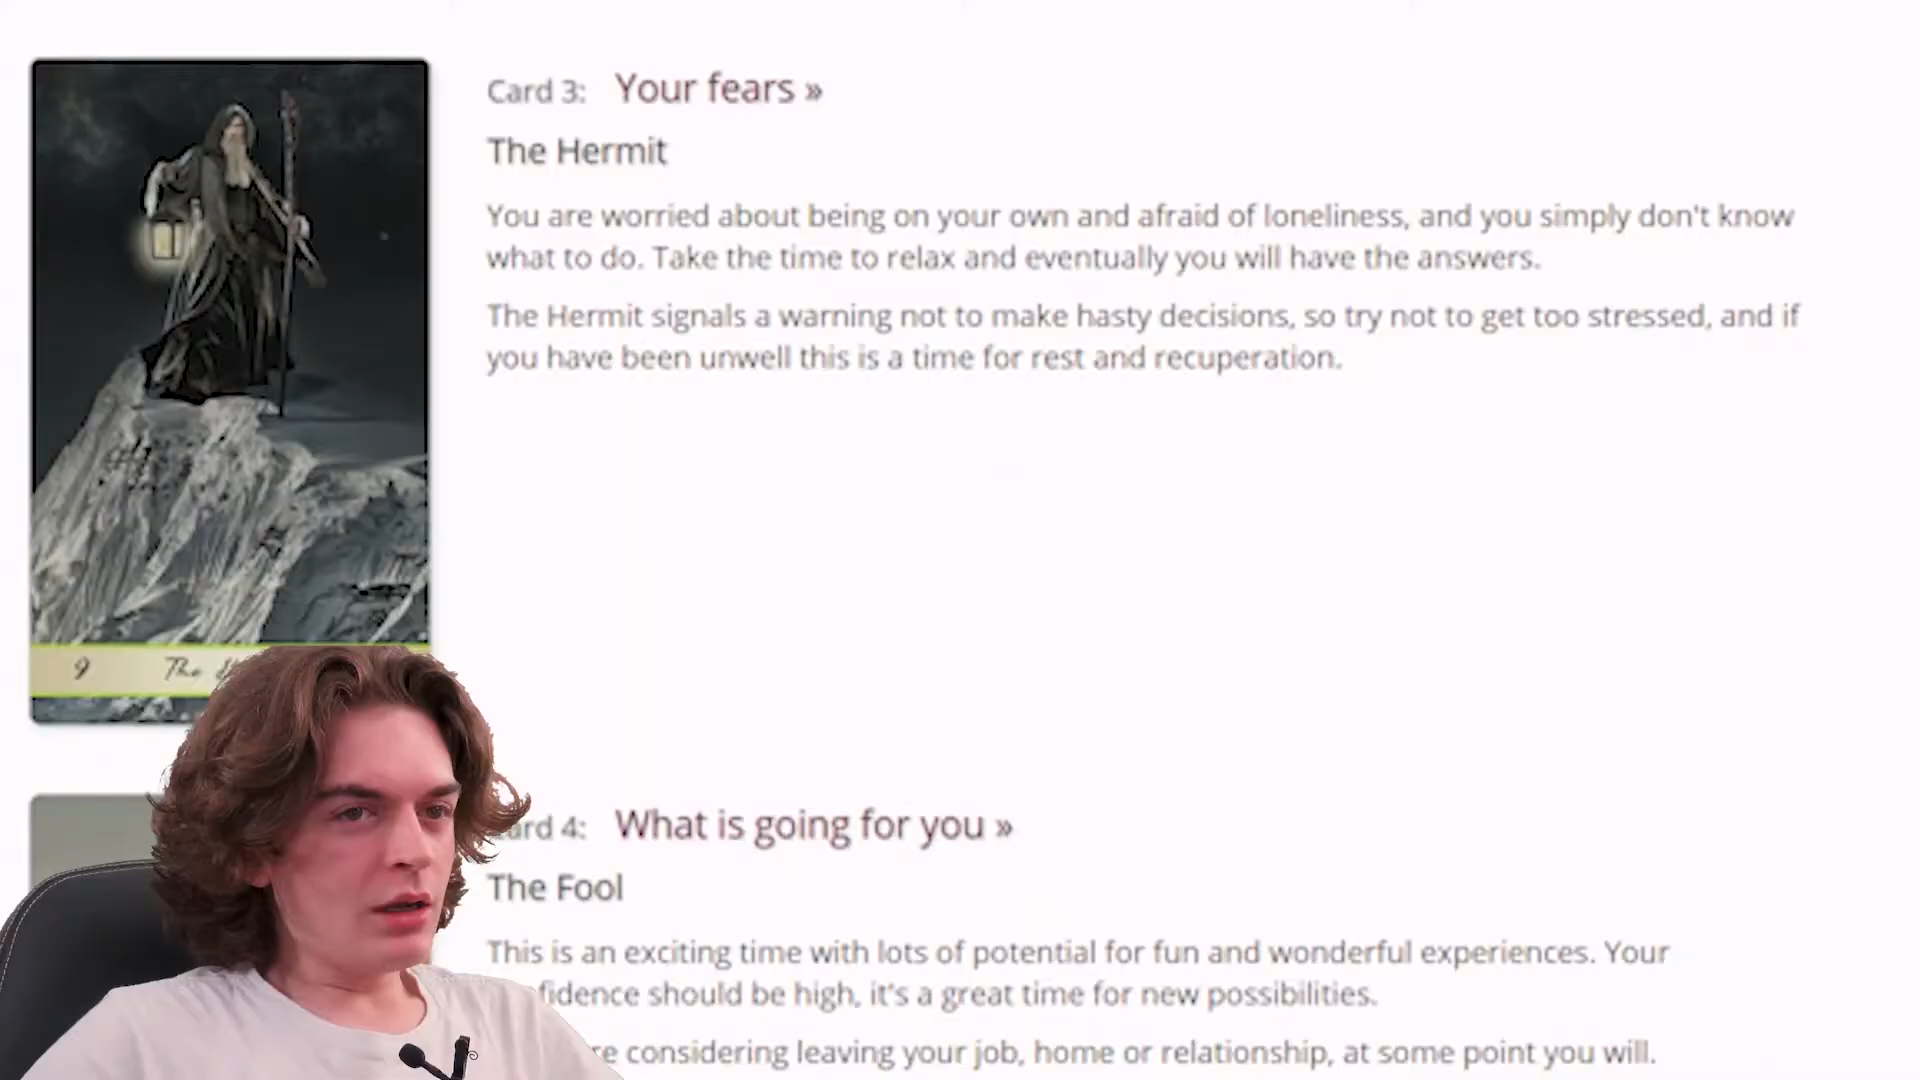 Card 3: Your fears »
The Hermit
You are worried about being on your own and afraid of loneliness, and you simply don't know
what to do. Take the time to relax and eventually you will have the answers.
The Hermit signals a warning not to make hasty decisions, so try not to get too stressed, and if
you have been unwell this is a time for rest and recuperation.
9 The
ard 4: What is going for you »
The Fool
This is an exciting time with lots of potential for fun and wonderful experiences. Your
fidence should be high, it's a great time for new possibilities.
re considering leaving your job, home or relationship, at some point you will.